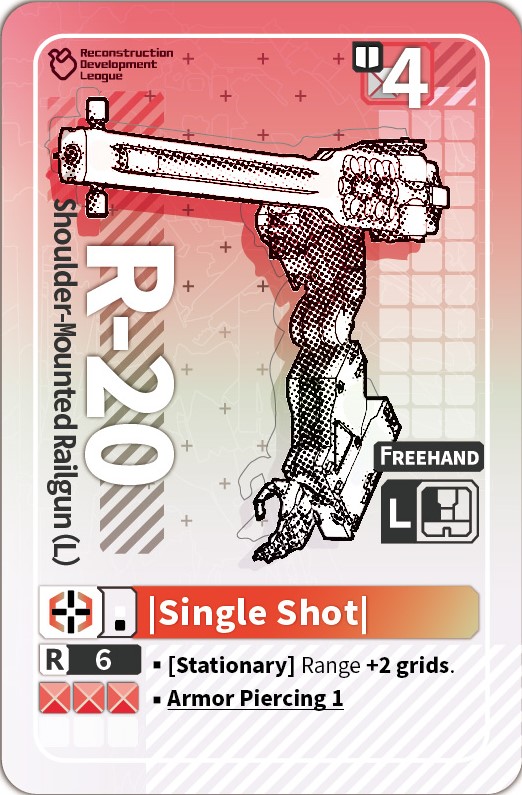 Reconstruction
Development
League
4
R-20
Shoulder-Mounted Railgun (L)
FREEHAND
L
|Single Shot|
R 6
▪ [Stationary] Range +2 grids.
▪ Armor Piercing 1